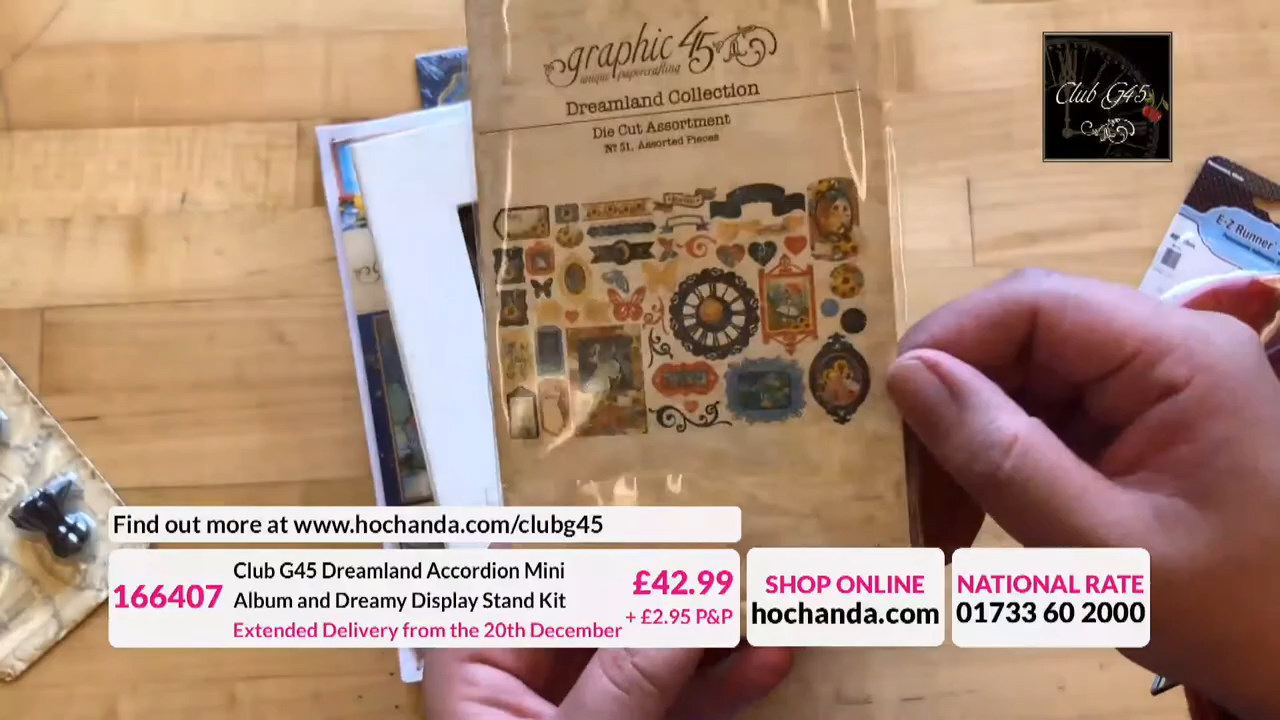 graphic 45
unique papercrafting
Dreamland Collection
Die Cut Assortment
№ 51, Assorted Pieces
Club G45
E-Z Runner
Find out more at www.hochanda.com/clubg45
166407
Club G45 Dreamland Accordion Mini
Album and Dreamy Display Stand Kit
Extended Delivery from the 20th December
£42.99
+ £2.95 P&P
SHOP ONLINE
hochanda.com
NATIONAL RATE
01733 60 2000